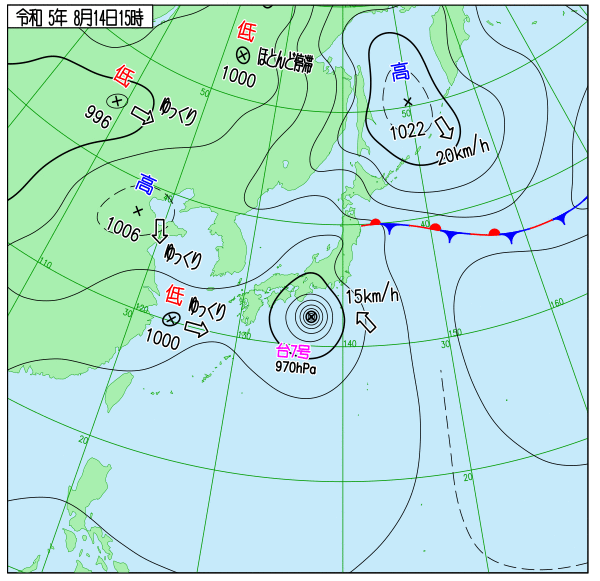 令和 5年 8月14日15時
低
ほとんど停滞
1000
低
996
ゆっくり
高
1022
20km/h
50
50
高
1006
ゆっくり
40
40
110
低
ゆっくり
1000
30
120
130
15km/h
台7号
970hPa
140
30
150
160
20
20